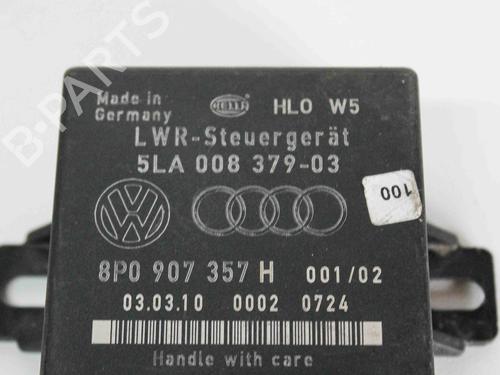 B-PARTS
Made in
Germany
HELLA
HLO W5
LWR-Steuergerät
5LA 008 379-03
100
8P0 907 357 H 001/02
03.03.10 0002 0724
Handle with care